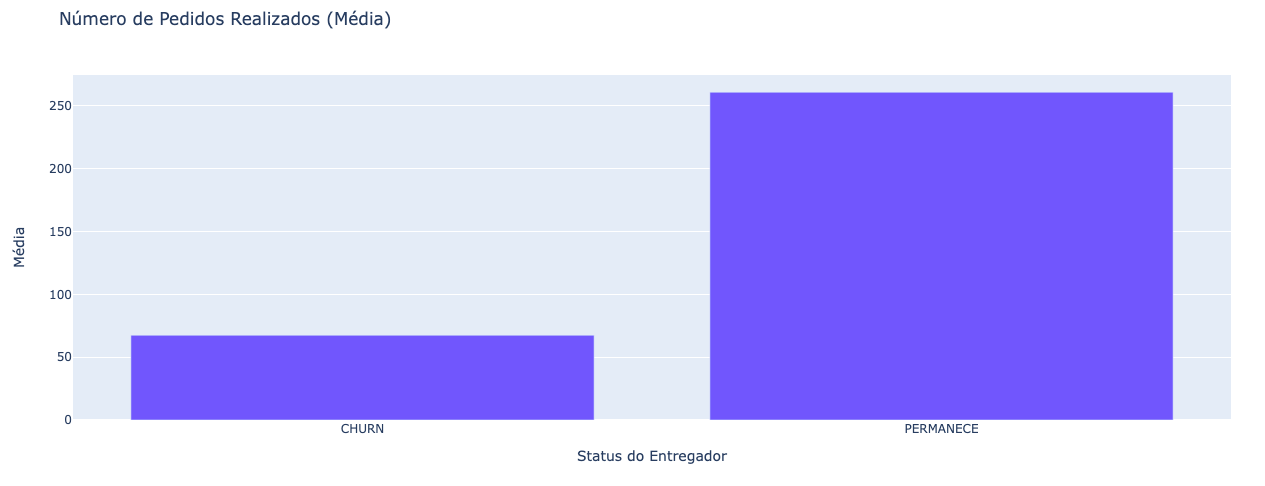 Número de Pedidos Realizados (Média)
Média
250
200
150
100
50
0
CHURN
PERMANECE
Status do Entregador